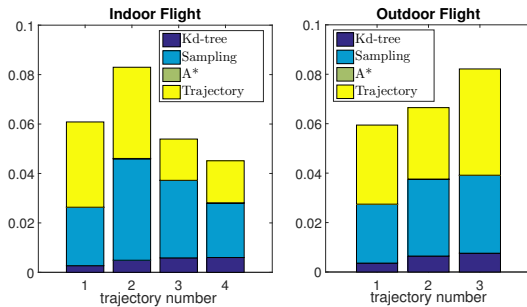 Indoor Flight
0.1
0.08
0.06
0.04
0.02
0
Kd-tree
Sampling
A*
Trajectory
1 2 3 4
trajectory number
Outdoor Flight
0.1
0.08
0.06
0.04
0.02
0
Kd-tree
Sampling
A*
Trajectory
1 2 3
trajectory number